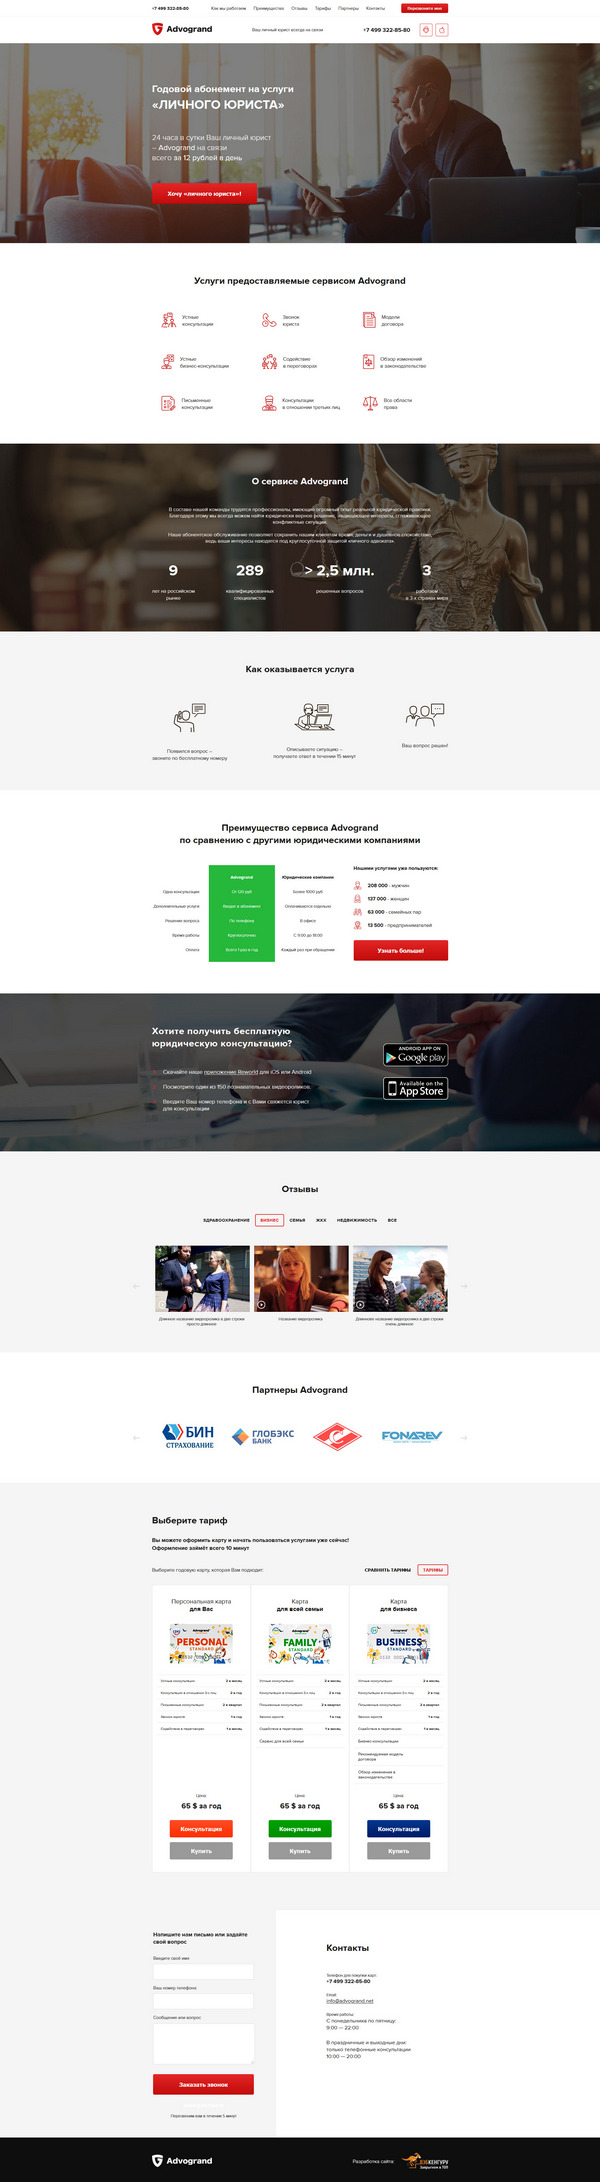 +7 499 322-85-80
Как мы работаем
Преимущества
Отзывы
Тарифы
Партнеры
Контакты
Перезвоните мне
Advogrand
Ваш личный юрист всегда на связи
+7 499 322-85-80
Годовой абонемент на услуги
«ЛИЧНОГО ЮРИСТА»
24 часа в сутки Ваш личный юрист
– Advogrand на связи
всего за 12 рублей в день
Хочу «личного юриста»!
Услуги предоставляемые сервисом Advogrand
Устные
консультации
Звонок
юриста
Модели
договора
Устные
бизнес-консультации
Содействие
в переговорах
Обзор изменений
в законодательстве
Письменные
консультации
Консультации
в отношении третьих лиц
Все области
права
О сервисе Advogrand
В составе нашей команды трудятся профессионалы, имеющие огромный опыт реальной юридической практики.
Благодаря этому мы всегда можем найти юридически верное решение, защищающее интересы, сглаживающее
конфликтные ситуации.
Наше абонентское обслуживание позволяет сохранить нашим клиентам время, деньги и душевное спокойствие,
ведь ваши интересы находятся под круглосуточной защитой «личного адвоката».
9
лет на российском
рынке
289
квалифицированных
специалистов
> 2,5 млн.
решенных вопросов
3
работаем
в 3-х странах мира
Как оказывается услуга
Появился вопрос –
звоните по бесплатному номеру
Описываете ситуацию –
получаете ответ в течении 15 минут
Ваш вопрос решен!
Преимущество сервиса Advogrand
по сравнению с другими юридическими компаниями
Advogrand
Юридические компании
Одна консультация
От 120 руб
Более 1000 руб
Дополнительные услуги
Входят в абонемент
Оплачиваются отдельно
Решение вопроса
По телефону
В офисе
Время работы
Круглосуточно
С 9:00 до 18:00
Оплата
Всего 1 раз в год
Каждый раз при обращении
Нашими услугами уже пользуются:
208 000 - мужчин
137 000 - женщин
63 000 - семейных пар
13 500 - предпринимателей
Узнать больше!
Хотите получить бесплатную
юридическую консультацию?
Скачайте наше приложение Reworld для iOS или Android
Посмотрите один из 150 познавательных видеороликов
Введите Ваш номер телефона и с Вами свяжется юрист
для консультации
ANDROID APP ON
Google play
Available on the
App Store
Отзывы
ЗДРАВООХРАНЕНИЕ
БИЗНЕС
СЕМЬЯ
ЖКХ
НЕДВИЖИМОСТЬ
ВСЕ
Длинное название видеоролика в две строки
просто длинное
Название видеоролика
Длинное название видеоролика в две строки
очень длинное
Партнеры Advogrand
БИН
СТРАХОВАНИЕ
ГЛОБЭКС
БАНК
FONAREV
Выберите тариф
Вы можете оформить карту и начать пользоваться услугами уже сейчас!
Оформление займёт всего 10 минут
Выберите годовую карту, которая Вам подходит:
СРАВНИТЬ ТАРИФЫ
ТАРИФЫ
Персональная карта
для Вас
Advogrand
PERSONAL
STANDARD
Устные консультации
2 в месяц
Консультации в отношении 3-х лиц
2 в год
Письменные консультации
2 в квартал
Звонок юриста
1 в год
Содействие в переговорах
1 в месяц
Цена:
65 $ за год
Консультация
Купить
Карта
для всей семьи
Advogrand
FAMILY
STANDARD
Устные консультации
2 в месяц
Консультации в отношении 3-х лиц
2 в год
Письменные консультации
2 в квартал
Звонок юриста
1 в год
Содействие в переговорах
1 в месяц
Сервис для всей семьи
Цена:
65 $ за год
Консультация
Купить
Карта
для бизнеса
Advogrand
BUSINESS
STANDARD
Устные консультации
2 в месяц
Консультации в отношении 3-х лиц
2 в год
Письменные консультации
2 в квартал
Звонок юриста
1 в год
Содействие в переговорах
1 в месяц
Бизнес-консультации
Рекомендуемая модель
договора
Обзор изменений в
законодательстве
Цена:
65 $ за год
Консультация
Купить
Напишите нам письмо или задайте
свой вопрос
Введите своё имя
Ваш номер телефона
Сообщение или вопрос
Заказать звонок
Перезвоним вам в течение 5 минут
Контакты
Телефон для покупки карт:
+7 499 322-85-80
Email:
info@advogrand.net
Время работы:
С понедельника по пятницу:
9:00 — 22:00
В праздничные и выходные дни:
только телефонные консультации
10:00 — 20:00
Advogrand
Разработка сайта:
ВЭБКЕНГУРУ
Запрыгнем в ТОП